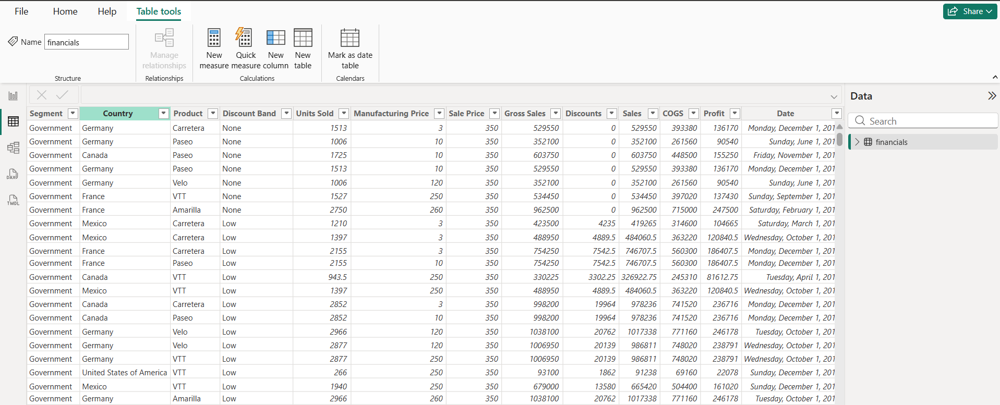 File Home Help Table tools Share
Name financials
Manage relationships
New measure
Quick measure
New column
New table
Mark as date table
Structure Relationships Calculations Calendars
Data
Search
financials
DAX
TMDL
Segment Country Product Discount Band Units Sold Manufacturing Price Sale Price Gross Sales Discounts Sales COGS Profit Date
Government Germany Carretera None 1513 3 350 529550 0 529550 393380 136170 Monday, December 1, 201
Government Germany Paseo None 1006 10 350 352100 0 352100 261560 90540 Sunday, June 1, 201
Government Canada Paseo None 1725 10 350 603750 0 603750 448500 155250 Friday, November 1, 201
Government Germany Paseo None 1513 10 350 529550 0 529550 393380 136170 Monday, December 1, 201
Government Germany Velo None 1006 120 350 352100 0 352100 261560 90540 Sunday, June 1, 201
Government France VTT None 1527 250 350 534450 0 534450 397020 137430 Sunday, September 1, 201
Government France Amarilla None 2750 260 350 962500 0 962500 715000 247500 Saturday, February 1, 201
Government Mexico Carretera Low 1210 3 350 423500 4235 419265 314600 104665 Saturday, March 1, 201
Government Mexico Carretera Low 1397 3 350 488950 4889.5 484060.5 363220 120840.5 Wednesday, October 1, 201
Government France Carretera Low 2155 3 350 754250 7542.5 746707.5 560300 186407.5 Monday, December 1, 201
Government France Paseo Low 2155 10 350 754250 7542.5 746707.5 560300 186407.5 Monday, December 1, 201
Government Canada VTT Low 943.5 250 350 330225 3302.25 326922.75 245310 81612.75 Tuesday, April 1, 201
Government Mexico VTT Low 1397 250 350 488950 4889.5 484060.5 363220 120840.5 Wednesday, October 1, 201
Government Canada Carretera Low 2852 3 350 998200 19964 978236 741520 236716 Monday, December 1, 201
Government Canada Paseo Low 2852 10 350 998200 19964 978236 741520 236716 Monday, December 1, 201
Government Germany Velo Low 2966 120 350 1038100 20762 1017338 771160 246178 Tuesday, October 1, 201
Government Germany Velo Low 2877 120 350 1006950 20139 986811 748020 238791 Wednesday, October 1, 201
Government Germany VTT Low 2877 250 350 1006950 20139 986811 748020 238791 Wednesday, October 1, 201
Government United States of America VTT Low 266 250 350 93100 1862 91238 69160 22078 Sunday, December 1, 201
Government Mexico VTT Low 1940 250 350 679000 13580 665420 504400 161020 Sunday, December 1, 201
Government Germany Amarilla Low 2966 260 350 1038100 20762 1017338 771160 246178 Tuesday, October 1, 201